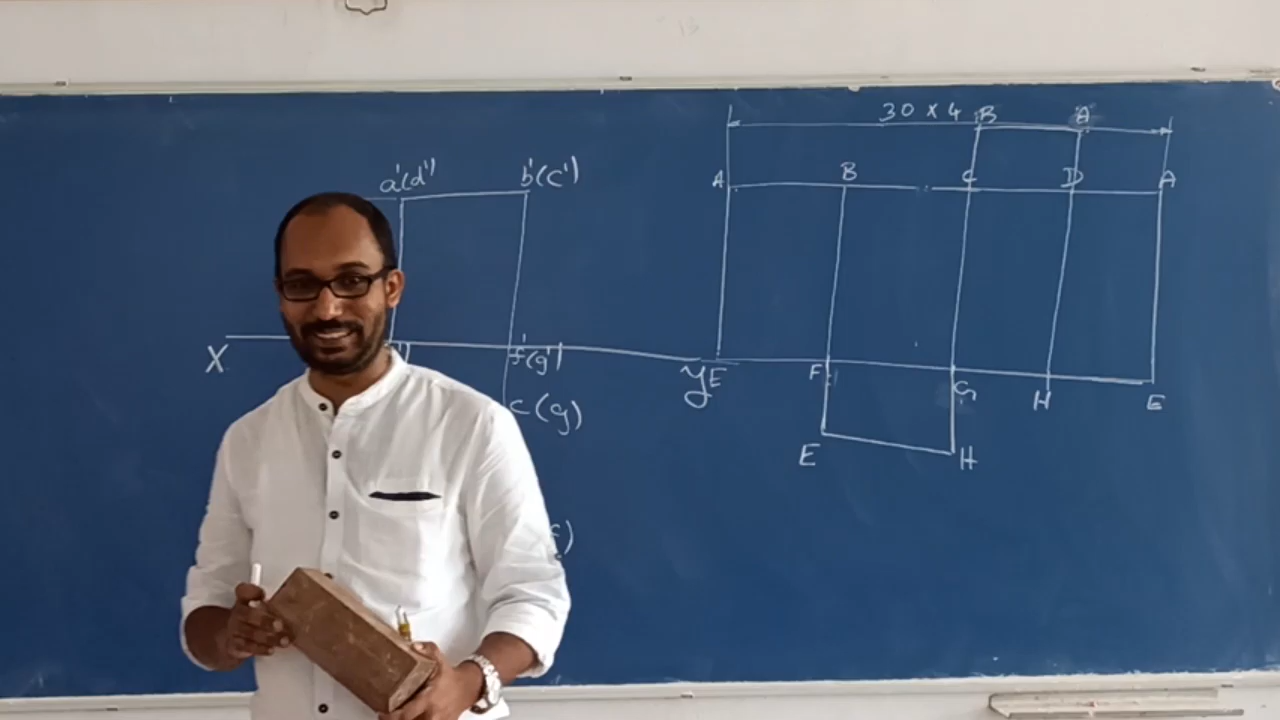 30 X 4 B A
a'(d') b'(c')
A B C D A
X f'(g') y E F G H E
c(g)
E H